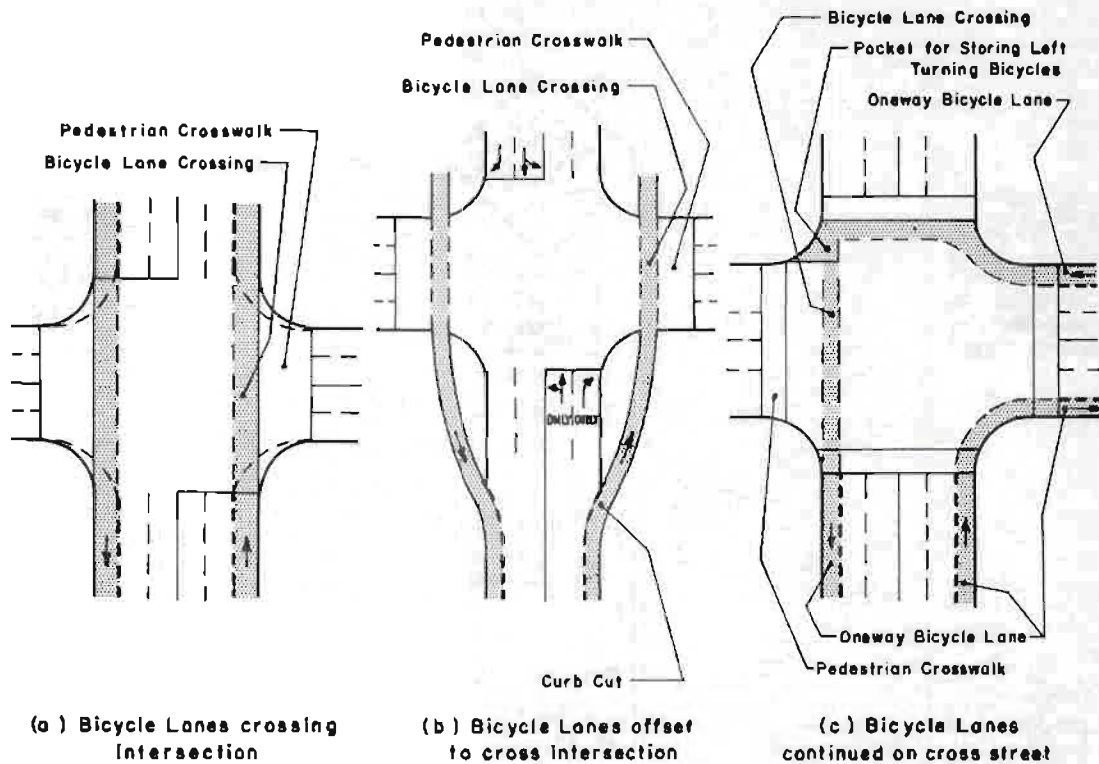 Pedestrian Crosswalk
Bicycle Lane Crossing
(a) Bicycle Lanes crossing
Intersection
Pedestrian Crosswalk
Bicycle Lane Crossing
ONLY
ONLY
Curb Cut
(b) Bicycle Lanes offset
to cross Intersection
Bicycle Lane Crossing
Pocket for Storing Left
Turning Bicycles
Oneway Bicycle Lane
Oneway Bicycle Lane
Pedestrian Crosswalk
(c) Bicycle Lanes
continued on cross street